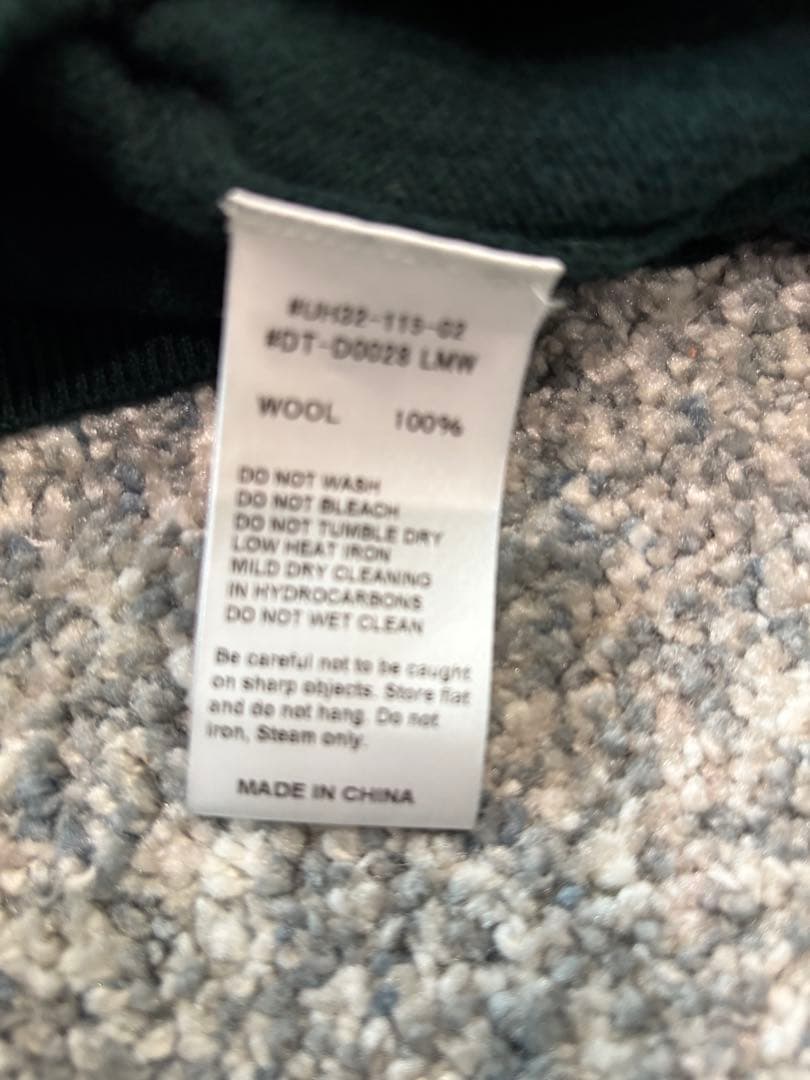 #UH32-113-02
#DT-D0028 LMW
WOOL 100%
DO NOT WASH
DO NOT BLEACH
DO NOT TUMBLE DRY
LOW HEAT IRON
MILD DRY CLEANING
IN HYDROCARBONS
DO NOT WET CLEAN
Be careful not to be caught
on sharp objects. Store flat
and do not hang. Do not
iron, Steam only.
MADE IN CHINA